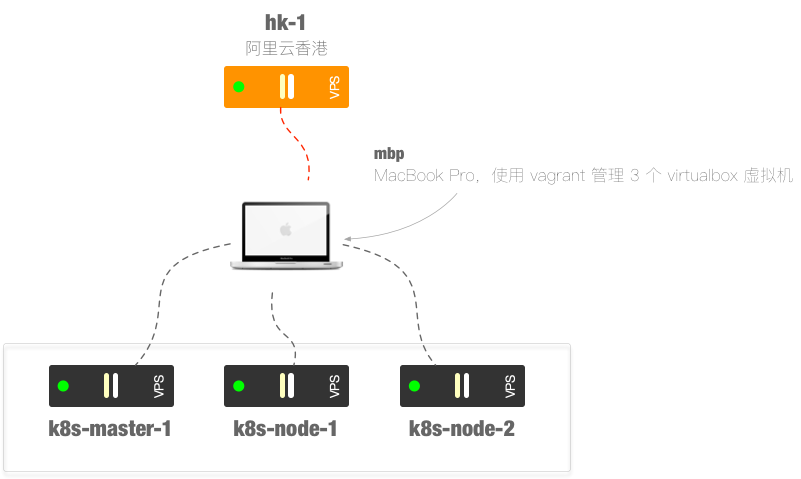 hk-1
阿里云香港
VPS
mbp
MacBook Pro，使用 vagrant 管理 3 个 virtualbox 虚拟机
VPS
VPS
VPS
k8s-master-1
k8s-node-1
k8s-node-2